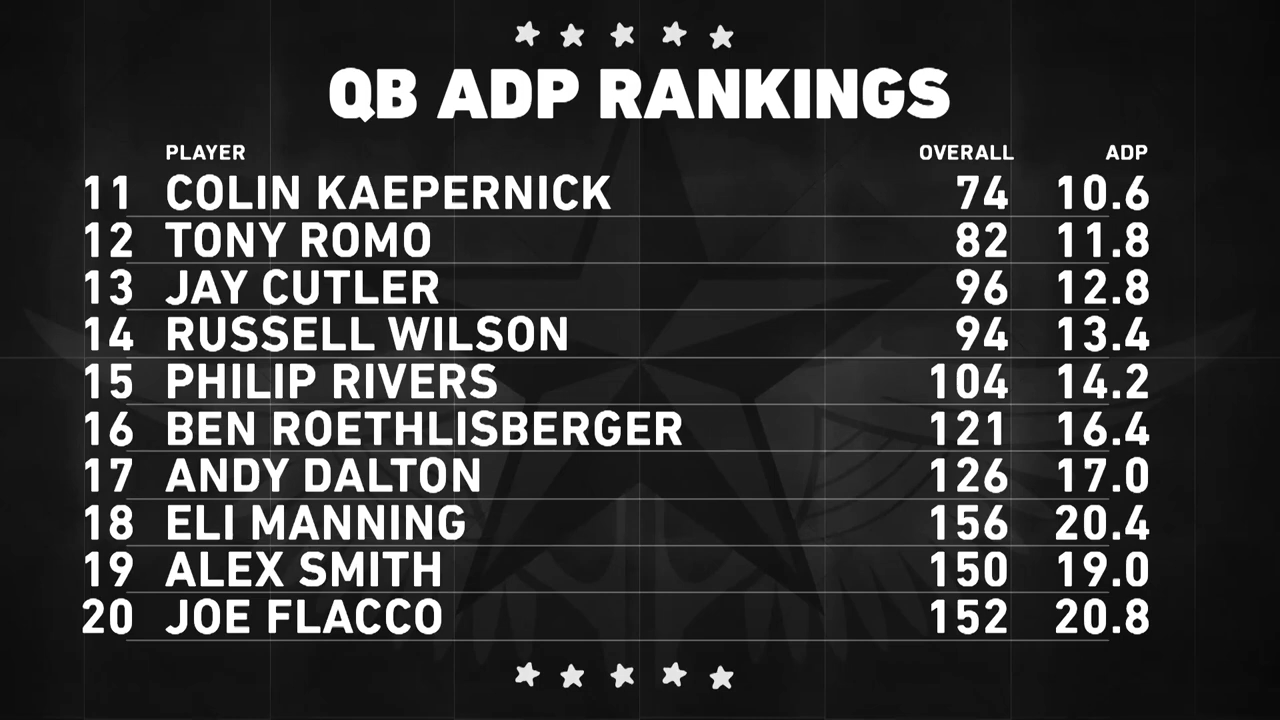 QB ADP RANKINGS
PLAYER OVERALL ADP
11 COLIN KAEPERNICK 74 10.6
12 TONY ROMO 82 11.8
13 JAY CUTLER 96 12.8
14 RUSSELL WILSON 94 13.4
15 PHILIP RIVERS 104 14.2
16 BEN ROETHLISBERGER 121 16.4
17 ANDY DALTON 126 17.0
18 ELI MANNING 156 20.4
19 ALEX SMITH 150 19.0
20 JOE FLACCO 152 20.8